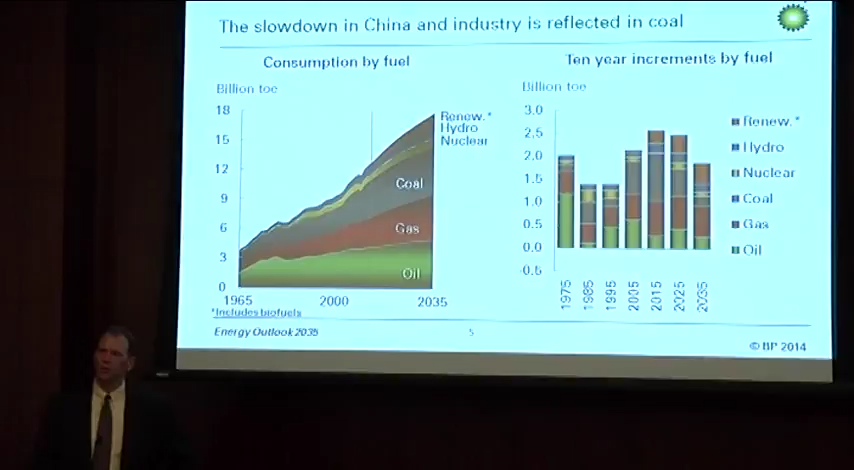 The slowdown in China and industry is reflected in coal
Consumption by fuel
Billion toe
18
15
12
9
6
3
0
Renew.*
Hydro
Nuclear
Coal
Gas
Oil
1965 2000 2035
*Includes biofuels
Ten year increments by fuel
Billion toe
3.0
2.5
2.0
1.5
1.0
0.5
0.0
-0.5
1975 1985 1995 2005 2015 2025 2035
Renew.*
Hydro
Nuclear
Coal
Gas
Oil
Energy Outlook 2035
5
© BP 2014